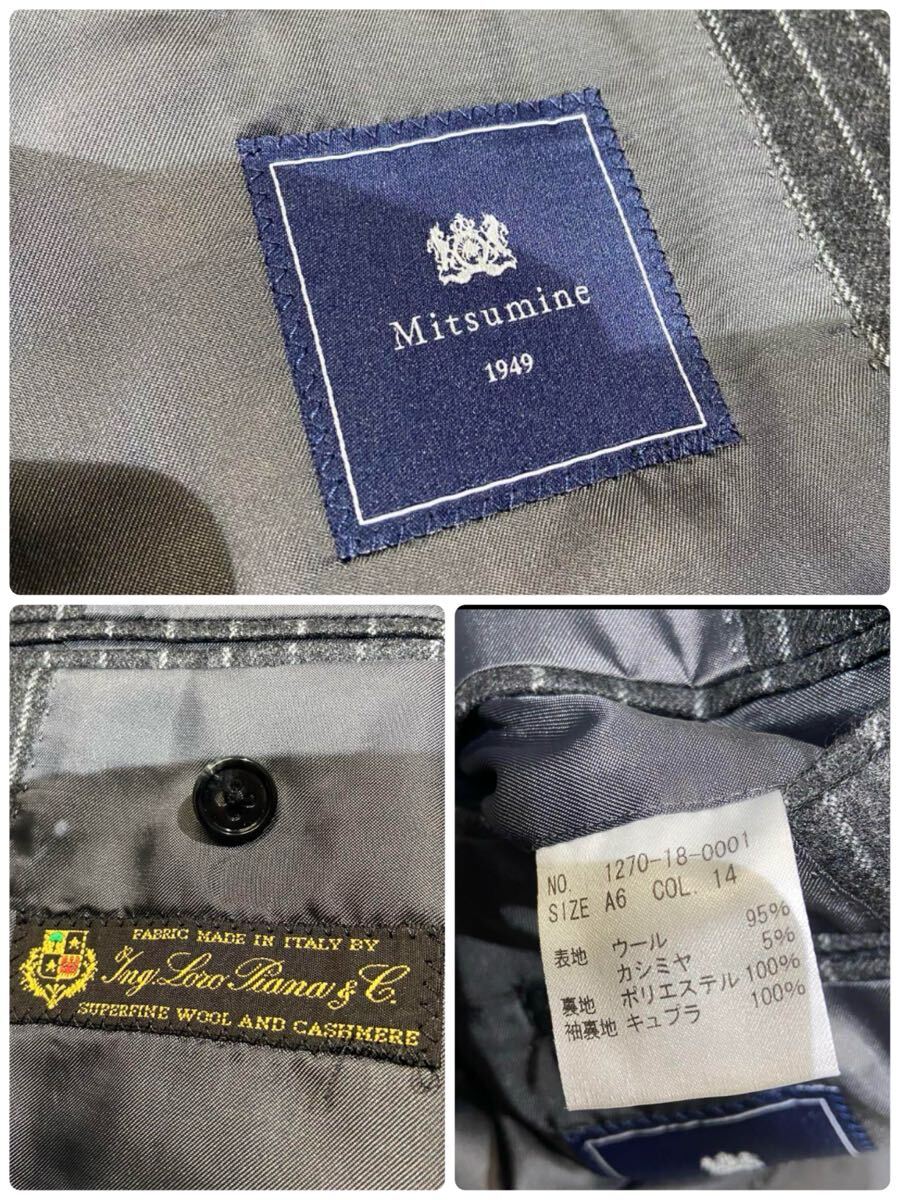 Mitsumine
1949
FABRIC MADE IN ITALY BY
Ing. Loro Piana & C.
SUPERFINE WOOL AND CASHMERE
NO. 1270-18-0001
SIZE A6 COL. 14
表地 ウール 95%
カシミヤ 5%
裏地 ポリエステル 100%
袖裏地 キュプラ 100%